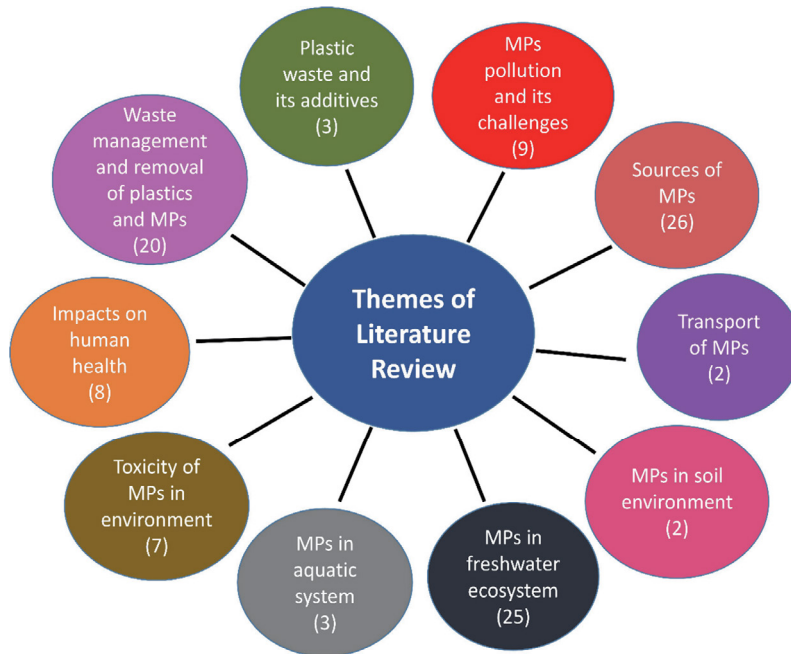 Plastic
waste and
its additives
(3)
MPs
pollution
and its
challenges
(9)
Sources of
MPs
(26)
Transport
of MPs
(2)
MPs in soil
environment
(2)
MPs in
freshwater
ecosystem
(25)
MPs in
aquatic
system
(3)
Toxicity of
MPs in
environment
(7)
Impacts on
human
health
(8)
Waste
management
and removal
of plastics
and MPs
(20)
Themes of
Literature
Review